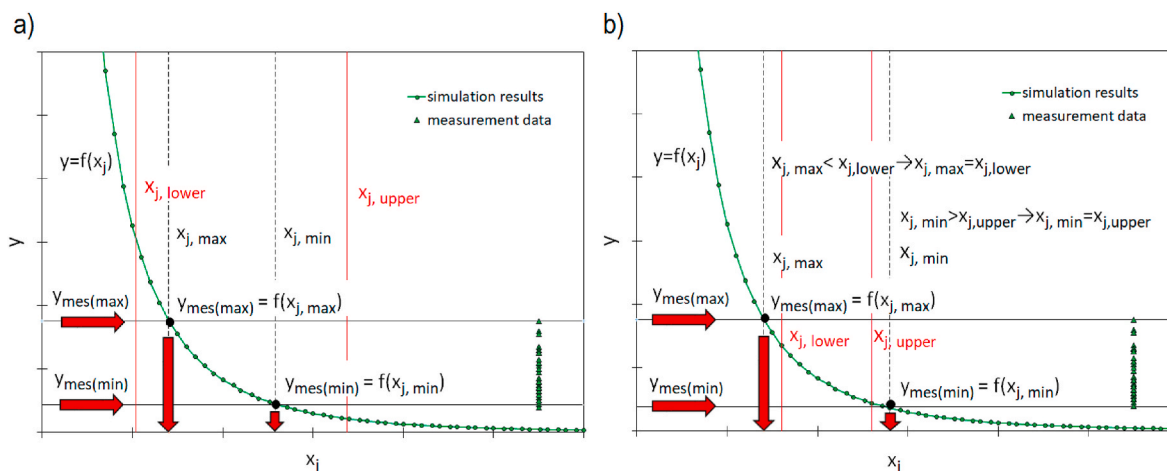 a)
simulation results
measurement data
y=f(xj)
xj, lower
xj, upper
xj, max
xj, min
ymes(max)
ymes(max) = f(xj, max)
ymes(min)
ymes(min) = f(xj, min)
y
xj
b)
simulation results
measurement data
y=f(xj)
xj, max< xj,lower→xj, max=xj,lower
xj, min>xj,upper→xj, min=xj,upper
xj, max
xj, min
ymes(max)
ymes(max) = f(xj, max)
xj, lower
xj, upper
ymes(min)
ymes(min) = f(xj, min)
y
xj